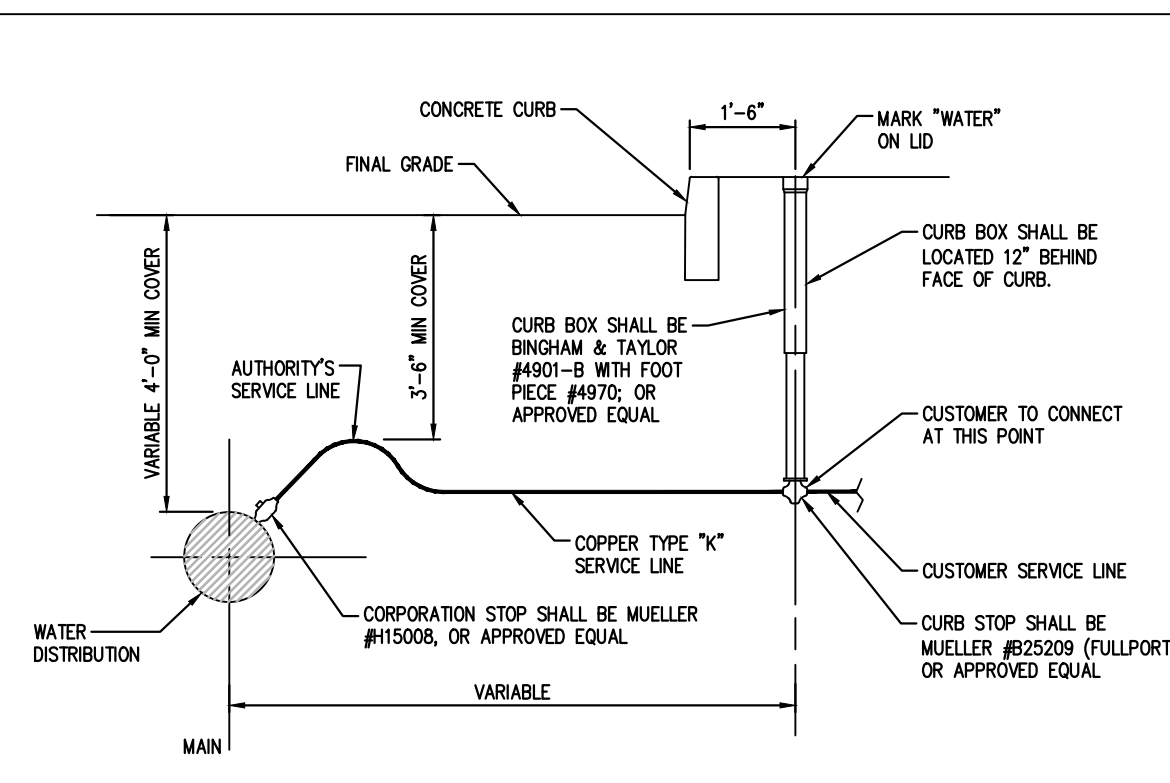 CONCRETE CURB
1'-6"
MARK "WATER"
ON LID
FINAL GRADE
CURB BOX SHALL BE
LOCATED 12" BEHIND
FACE OF CURB.
VARIABLE 4'-0" MIN COVER
3'-6" MIN COVER
CURB BOX SHALL BE
BINGHAM & TAYLOR
#4901-B WITH FOOT
PIECE #4970; OR
APPROVED EQUAL
AUTHORITY'S
SERVICE LINE
CUSTOMER TO CONNECT
AT THIS POINT
COPPER TYPE "K"
SERVICE LINE
CUSTOMER SERVICE LINE
CORPORATION STOP SHALL BE MUELLER
#H15008, OR APPROVED EQUAL
WATER
DISTRIBUTION
CURB STOP SHALL BE
MUELLER #B25209 (FULLPORT
OR APPROVED EQUAL
VARIABLE
MAIN